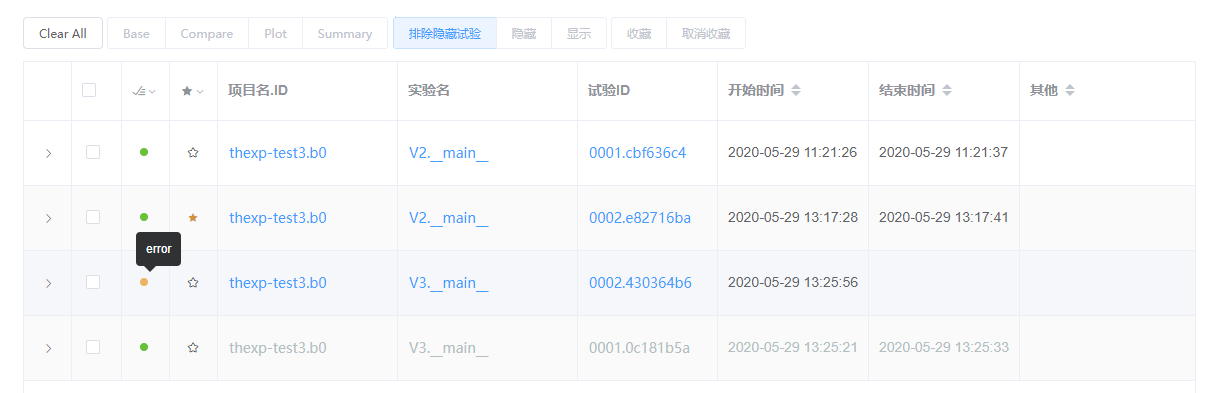 Clear All Base Compare Plot Summary 排除隐藏试验 隐藏 显示 收藏 取消收藏
项目名.ID 实验名 试验ID 开始时间 结束时间 其他
thexp-test3.b0 V2.__main__ 0001.cbf636c4 2020-05-29 11:21:26 2020-05-29 11:21:37
thexp-test3.b0 V2.__main__ 0002.e82716ba 2020-05-29 13:17:28 2020-05-29 13:17:41
error
thexp-test3.b0 V3.__main__ 0002.430364b6 2020-05-29 13:25:56
thexp-test3.b0 V3.__main__ 0001.0c181b5a 2020-05-29 13:25:21 2020-05-29 13:25:33